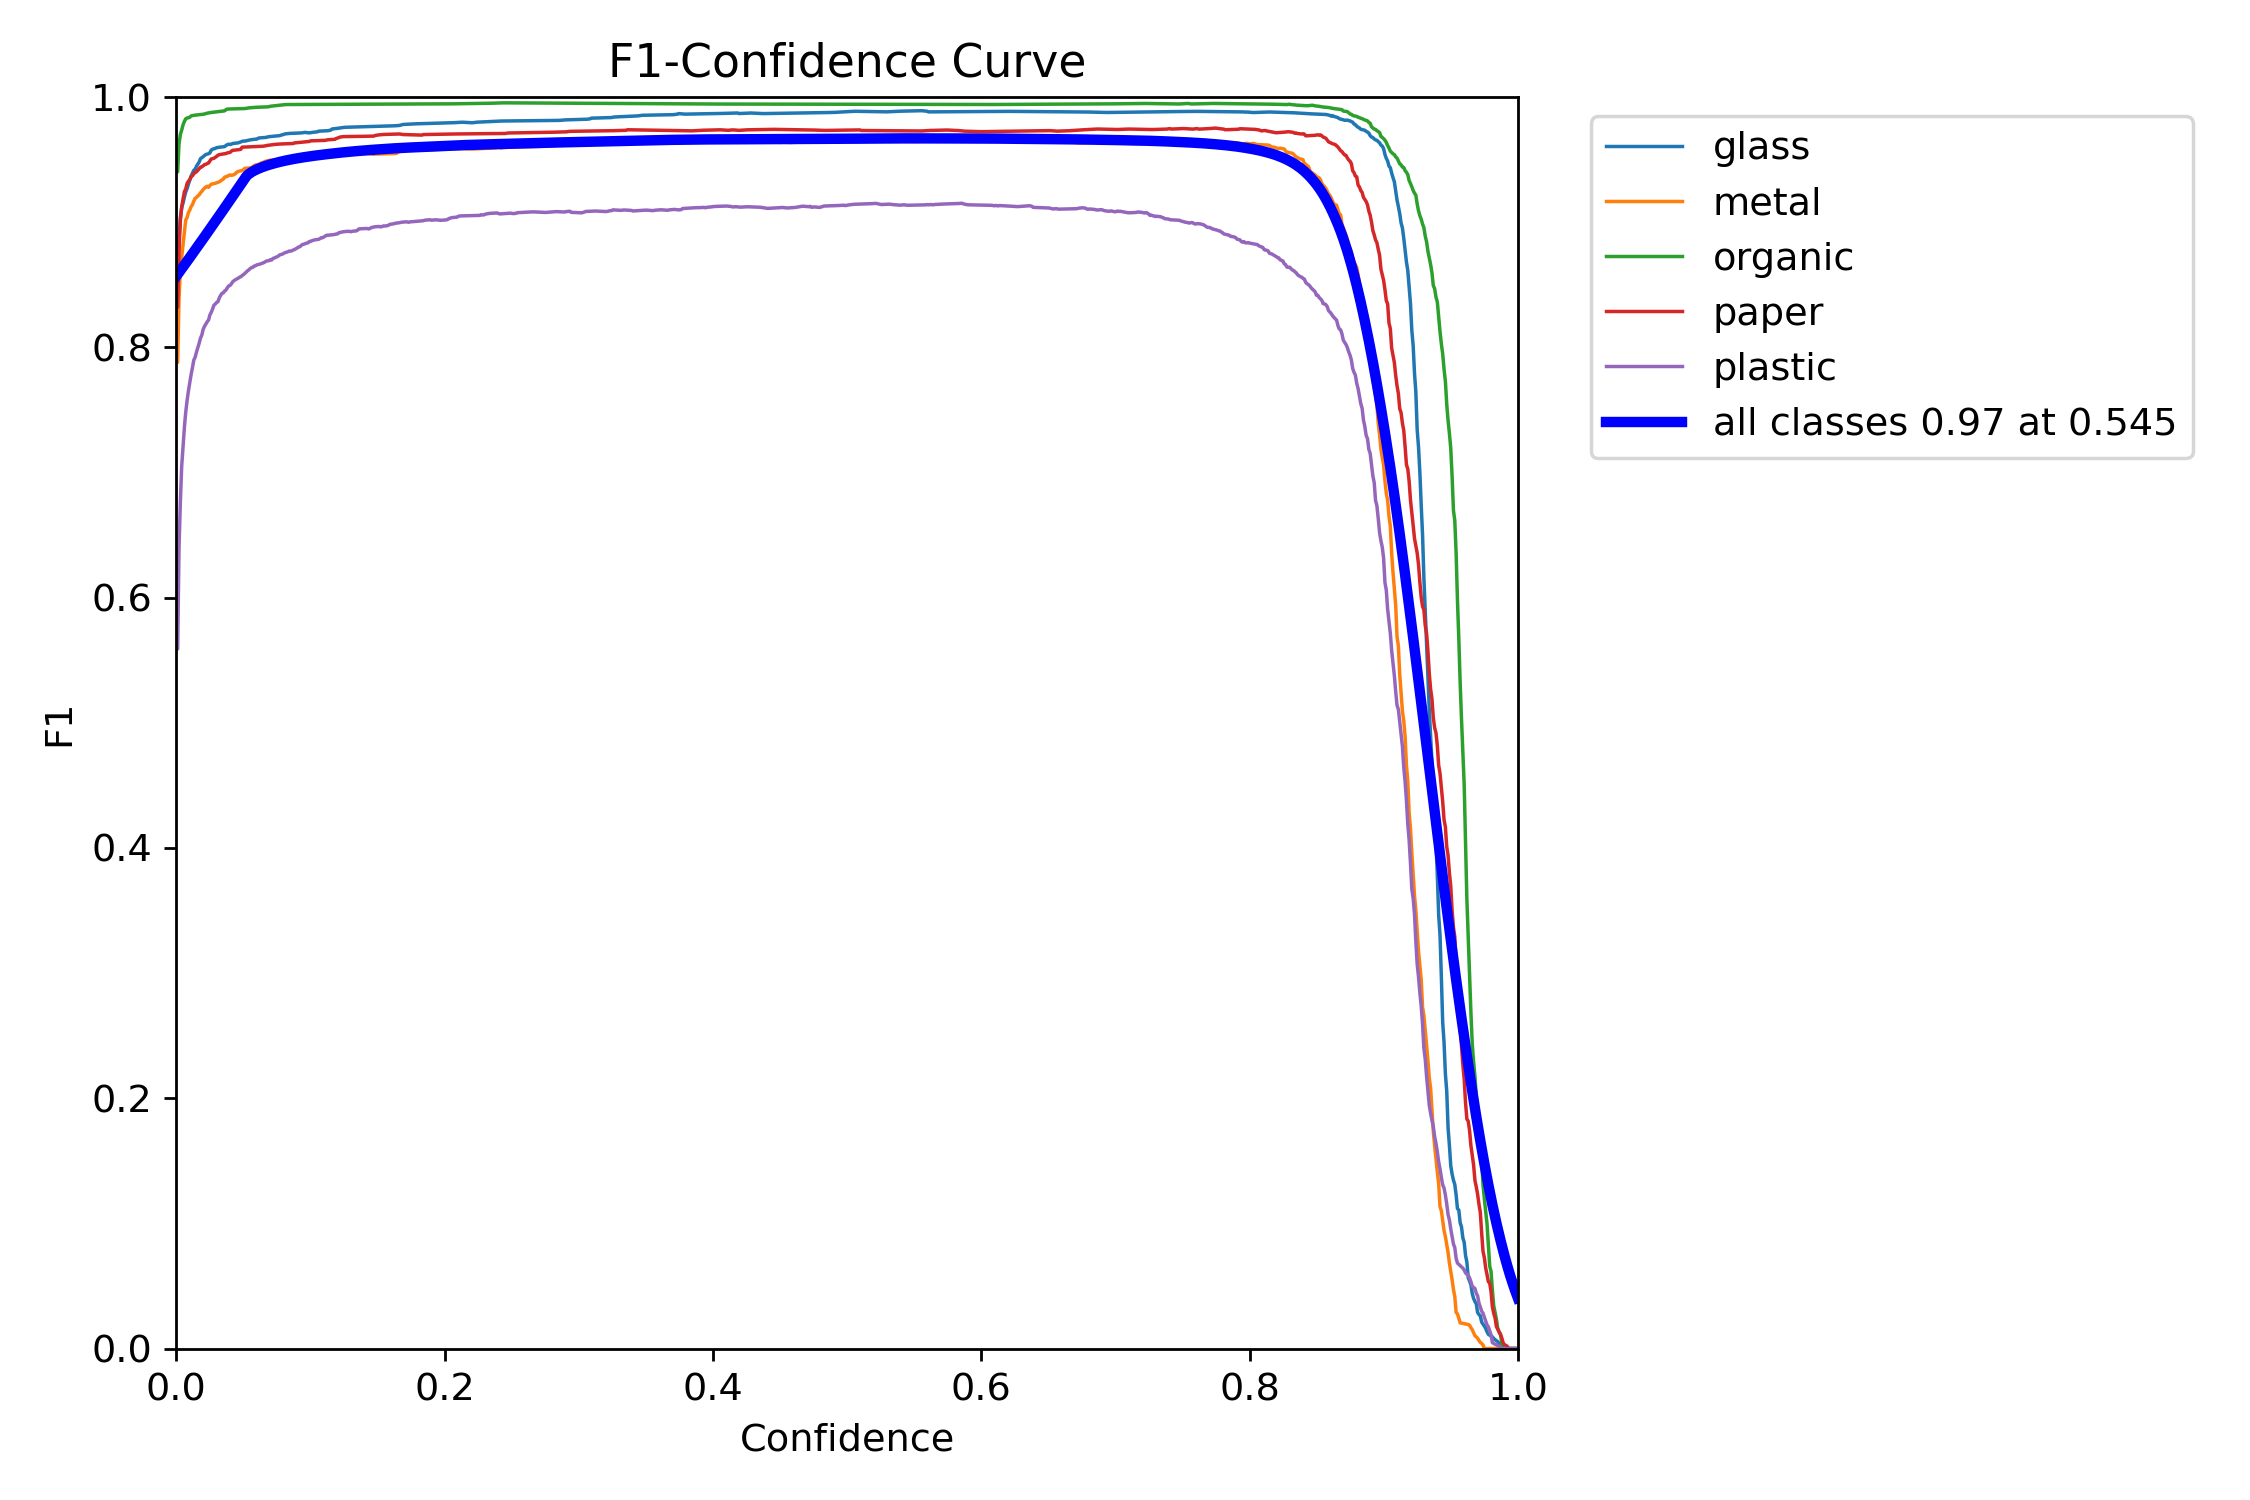 F1-Confidence Curve
1.0
0.8
0.6
0.4
0.2
0.0
F1
0.0 0.2 0.4 0.6 0.8 1.0
Confidence
glass
metal
organic
paper
plastic
all classes 0.97 at 0.545